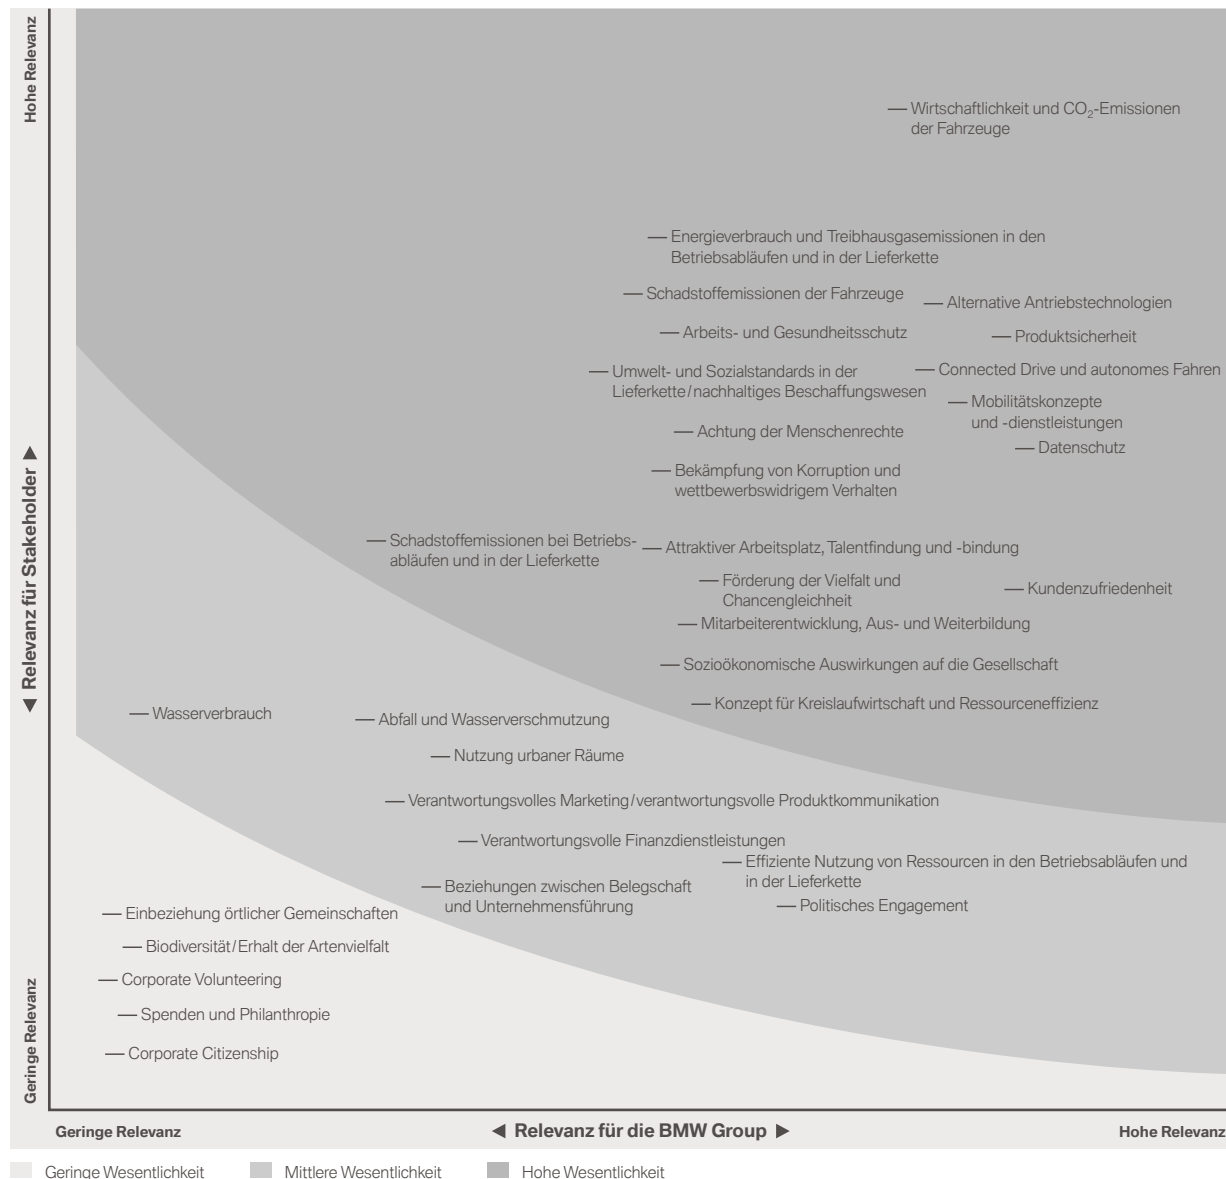 Hohe Relevanz
Wirtschaftlichkeit und CO₂-Emissionen
der Fahrzeuge
Energieverbrauch und Treibhausgasemissionen in den
Betriebsabläufen und in der Lieferkette
Schadstoffemissionen der Fahrzeuge
Alternative Antriebstechnologien
Arbeits- und Gesundheitsschutz
Produktsicherheit
Umwelt- und Sozialstandards in der
Lieferkette/nachhaltiges Beschaffungswesen
Connected Drive und autonomes Fahren
Mobilitätskonzepte
und -dienstleistungen
Achtung der Menschenrechte
Datenschutz
Bekämpfung von Korruption und
wettbewerbswidrigem Verhalten
◀ Relevanz für Stakeholder ▶
Schadstoffemissionen bei Betriebs-
abläufen und in der Lieferkette
Attraktiver Arbeitsplatz, Talentfindung und -bindung
Förderung der Vielfalt und
Chancengleichheit
Kundenzufriedenheit
Mitarbeiterentwicklung, Aus- und Weiterbildung
Sozioökonomische Auswirkungen auf die Gesellschaft
Konzept für Kreislaufwirtschaft und Ressourceneffizienz
Wasserverbrauch
Abfall und Wasserverschmutzung
Nutzung urbaner Räume
Verantwortungsvolles Marketing/verantwortungsvolle Produktkommunikation
Verantwortungsvolle Finanzdienstleistungen
Effiziente Nutzung von Ressourcen in den Betriebsabläufen und
in der Lieferkette
Beziehungen zwischen Belegschaft
und Unternehmensführung
Politisches Engagement
Einbeziehung örtlicher Gemeinschaften
Biodiversität/Erhalt der Artenvielfalt
Corporate Volunteering
Spenden und Philanthropie
Corporate Citizenship
Geringe Relevanz
Geringe Relevanz
◀ Relevanz für die BMW Group ▶
Hohe Relevanz
Geringe Wesentlichkeit
Mittlere Wesentlichkeit
Hohe Wesentlichkeit